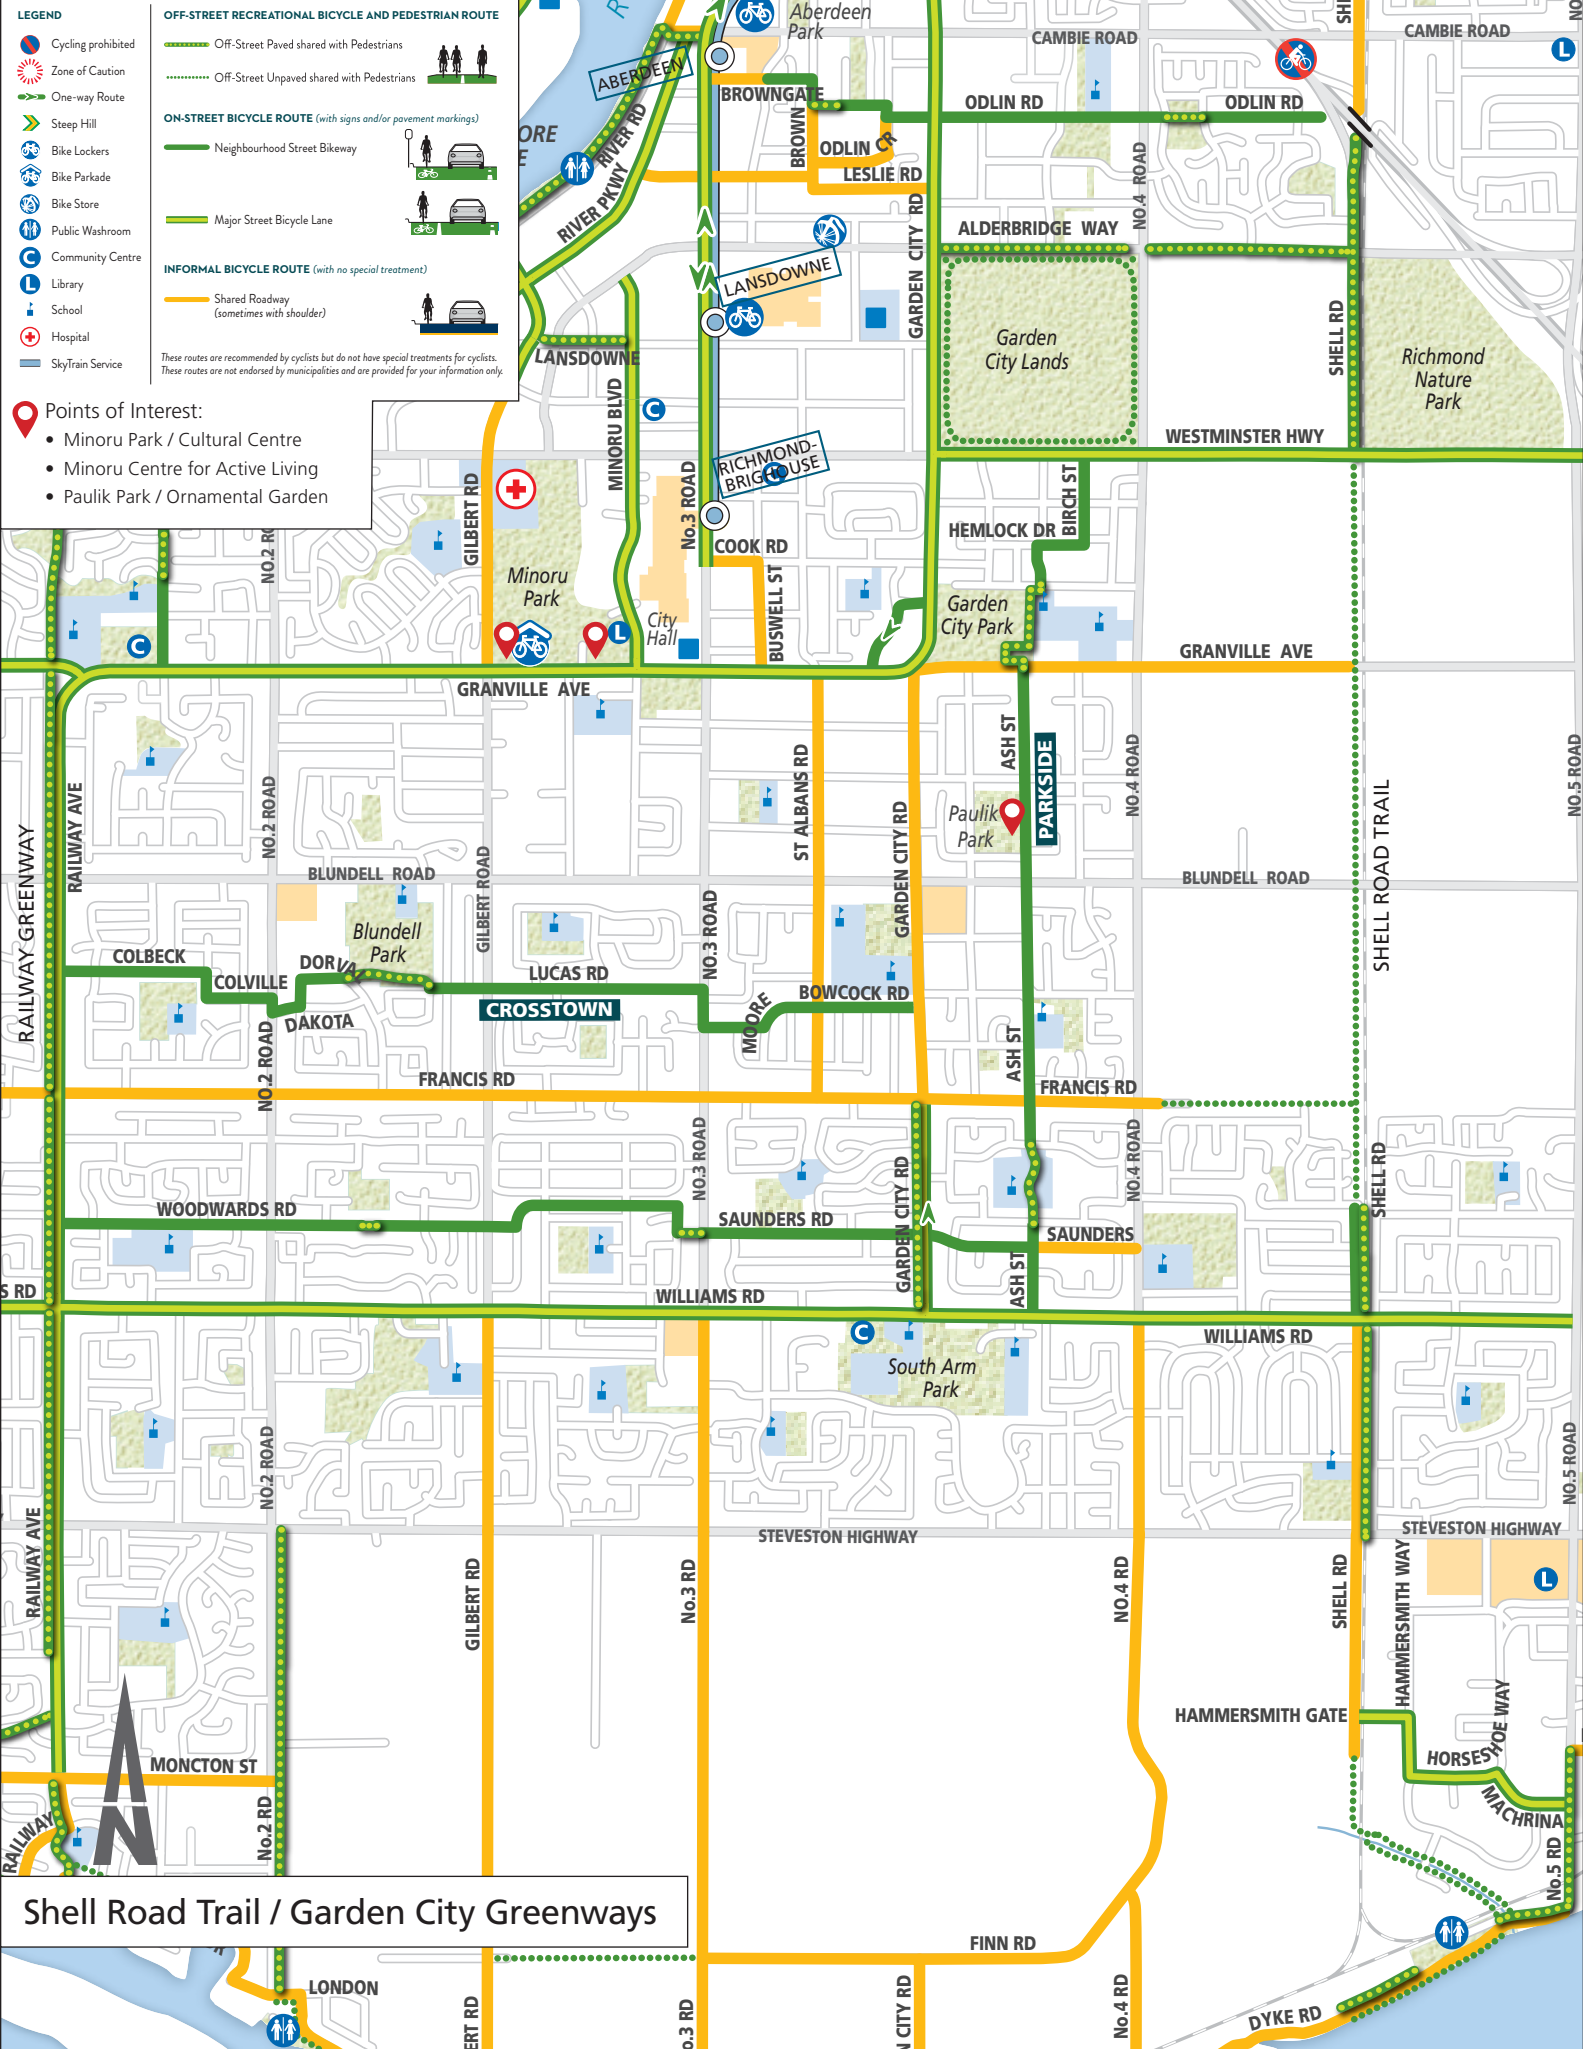 LEGEND
Cycling prohibited
Zone of Caution
One-way Route
Steep Hill
Bike Lockers
Bike Parkade
Bike Store
Public Washroom
C
Community Centre
L
Library
School
Hospital
SkyTrain Service
OFF-STREET RECREATIONAL BICYCLE AND PEDESTRIAN ROUTE
Off-Street Paved shared with Pedestrians
Off-Street Unpaved shared with Pedestrians
ON-STREET BICYCLE ROUTE (with signs and/or pavement markings)
Neighbourhood Street Bikeway
Major Street Bicycle Lane
INFORMAL BICYCLE ROUTE (with no special treatment)
Shared Roadway
(sometimes with shoulder)
These routes are recommended by cyclists but do not have special treatments for cyclists.
These routes are not endorsed by municipalities and are provided for your information only.
Points of Interest:
• Minoru Park / Cultural Centre
• Minoru Centre for Active Living
• Paulik Park / Ornamental Garden
R
Aberdeen
Park
CAMBIE ROAD
SHE
CAMBIE ROAD
NO
L
ABERDEEN
BROWNGATE
ODLIN RD
ODLIN RD
ORE
E
RIVER RD
BROWN
ODLIN CR
LESLIE RD
NO.4 ROAD
RIVER PKWY
ALDERBRIDGE WAY
GARDEN CITY RD
LANSDOWNE
Garden
City Lands
SHELL RD
Richmond
Nature
Park
LANSDOWNE
MINORU BLVD
C
WESTMINSTER HWY
RICHMOND-
BRIGHOUSE
C
GILBERT RD
No.3 ROAD
BIRCH ST
HEMLOCK DR
COOK RD
NO.2 RO
Minoru
Park
BUSWELL ST
Garden
City Park
City
Hall
L
C
GRANVILLE AVE
GRANVILLE AVE
RAILWAY AVE
NO.2 ROAD
ST ALBANS RD
GARDEN CITY RD
ASH ST
PARKSIDE
NO.4 ROAD
NO.5 ROAD
Paulik
Park
RAILWAY GREENWAY
SHELL ROAD TRAIL
BLUNDELL ROAD
BLUNDELL ROAD
GILBERT ROAD
NO.3 ROAD
Blundell
Park
COLBECK
COLVILLE
DORVAL
DAKOTA
LUCAS RD
CROSSTOWN
MOORE
BOWCOCK RD
NO.2 ROAD
ASH ST
FRANCIS RD
FRANCIS RD
NO.3 ROAD
NO.4 ROAD
SHELL RD
GARDEN CITY RD
WOODWARDS RD
SAUNDERS RD
SAUNDERS
ASH ST
S RD
WILLIAMS RD
WILLIAMS RD
C
South Arm
Park
NO.2 ROAD
NO.5 ROAD
STEVESTON HIGHWAY
STEVESTON HIGHWAY
RAILWAY AVE
GILBERT RD
No.3 RD
NO.4 RD
SHELL RD
HAMMERSMITH WAY
L
HAMMERSMITH GATE
HORSESHOE WAY
MACHRINA
MONCTON ST
N
RAILWAY
No.2 RD
No.5 RD
Shell Road Trail / Garden City Greenways
FINN RD
LONDON
ERT RD
o.3 RD
N CITY RD
No.4 RD
DYKE RD